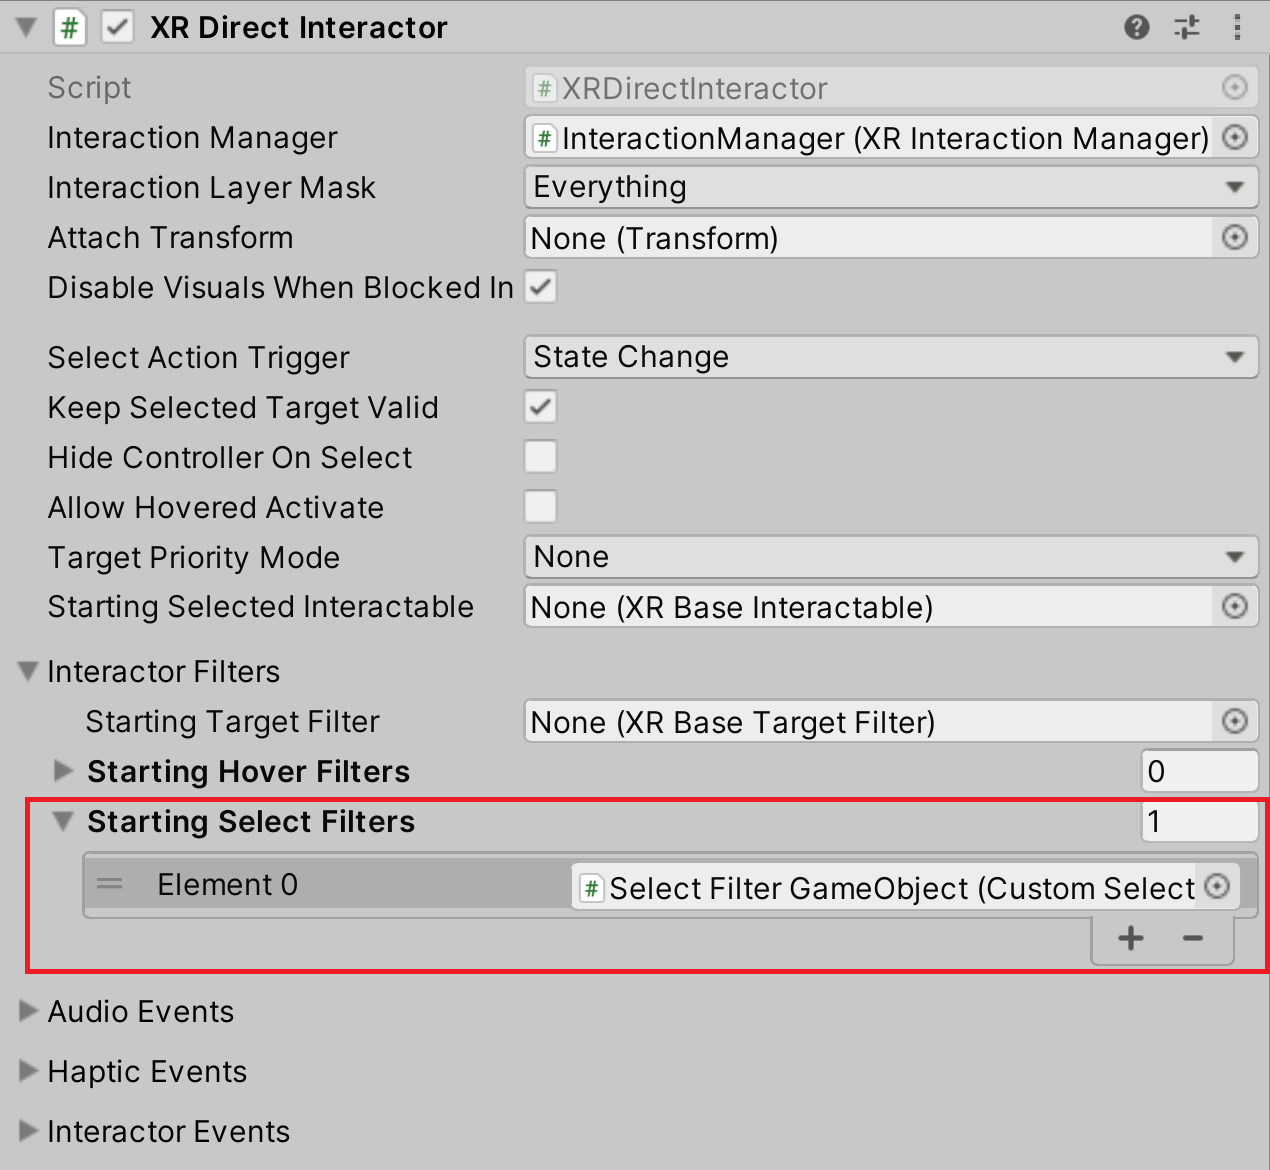 # XR Direct Interactor
Script # XRDirectInteractor
Interaction Manager # InteractionManager (XR Interaction Manager)
Interaction Layer Mask Everything
Attach Transform None (Transform)
Disable Visuals When Blocked In
Select Action Trigger State Change
Keep Selected Target Valid
Hide Controller On Select
Allow Hovered Activate
Target Priority Mode None
Starting Selected Interactable None (XR Base Interactable)
Interactor Filters
Starting Target Filter None (XR Base Target Filter)
Starting Hover Filters 0
Starting Select Filters 1
Element 0 # Select Filter GameObject (Custom Select
Audio Events
Haptic Events
Interactor Events